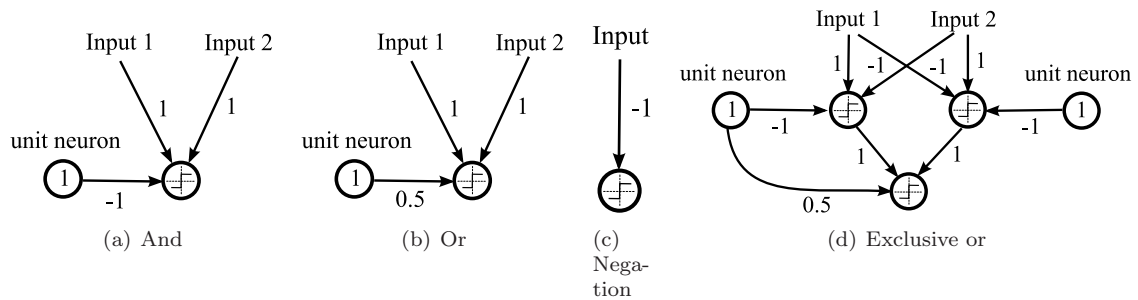 Input 1 Input 2
1 1
unit neuron
1
-1
(a) And
Input 1 Input 2
1 1
unit neuron
1
0.5
(b) Or
Input
-1
(c)
Nega-
tion
Input 1 Input 2
1 -1 -1 1
unit neuron unit neuron
1 1
-1 -1
1 1
0.5
(d) Exclusive or